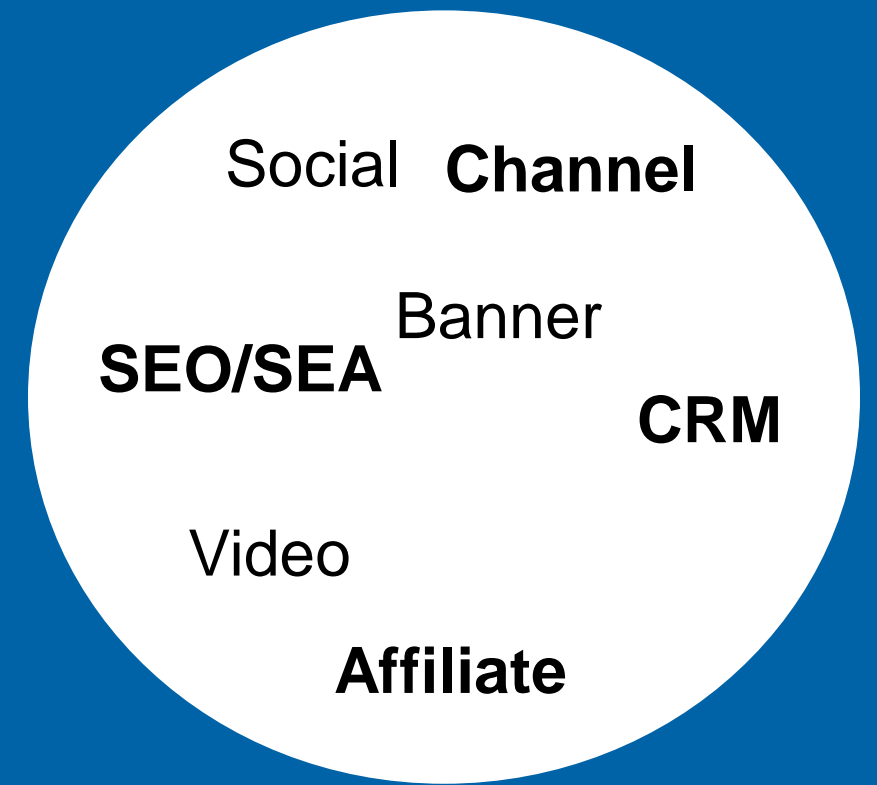 Social Channel
Banner
SEO/SEA
CRM
Video
Affiliate